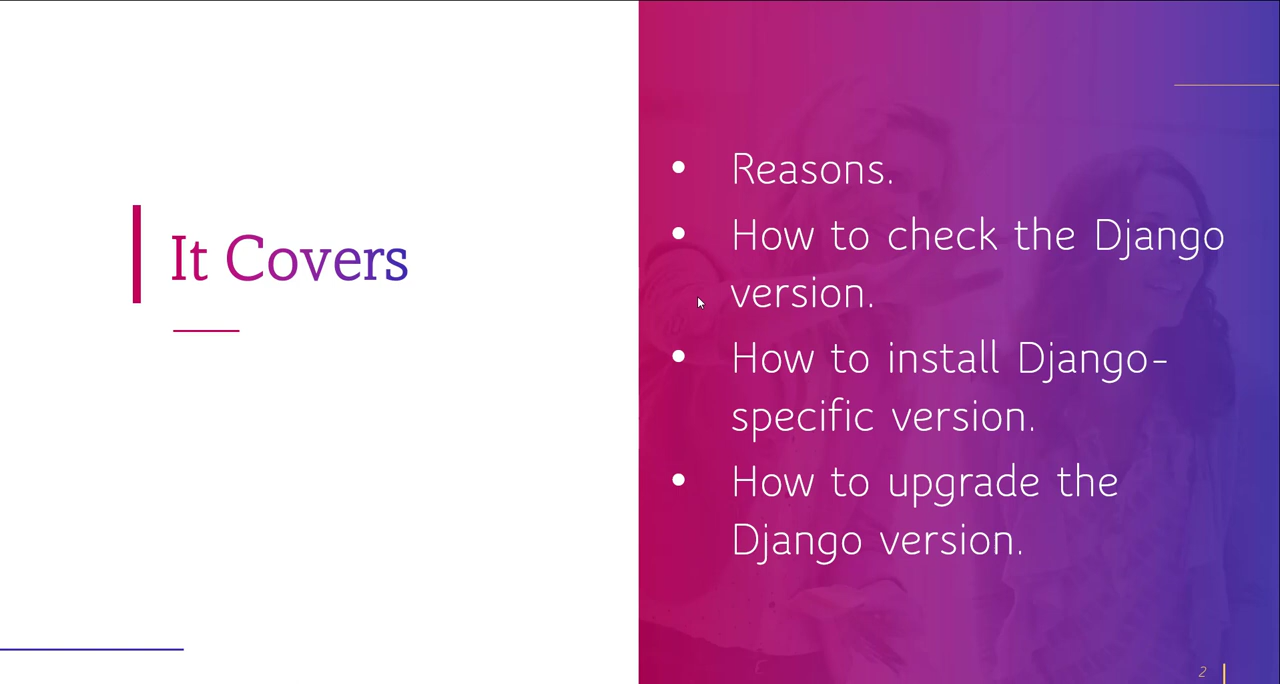 It Covers
• Reasons.
• How to check the Django
version.
• How to install Django-
specific version.
• How to upgrade the
Django version.
2